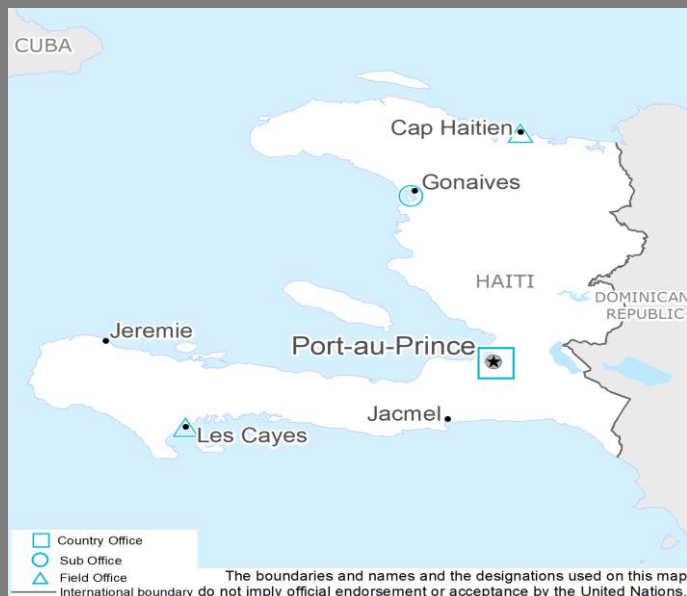 CUBA
Cap Haitien
Gonaives
HAITI
DOMINICAN
REPUBLIC
Jeremie
Port-au-Prince
Jacmel
Les Cayes
Country Office
Sub Office
Field Office
International boundary
The boundaries and names and the designations used on this map
do not imply official endorsement or acceptance by the United Nations.